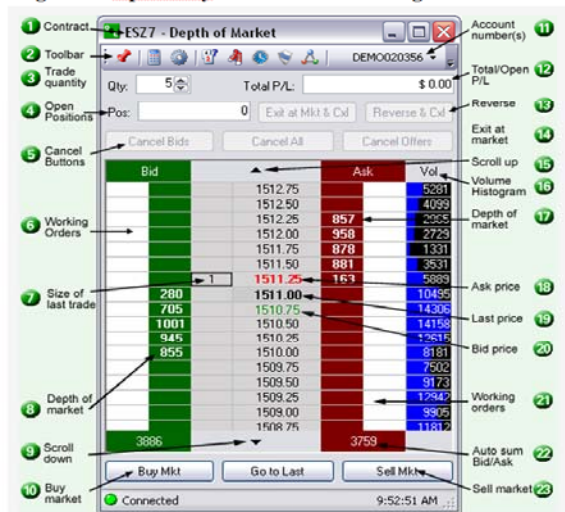 1 Contract
ESZ7 - Depth of Market
Account number(s) 11
2 Toolbar
DEMO020356
3 Trade quantity
Qty: 5 Total P/L: $ 0.00
Total/Open P/L 12
4 Open Positions
Pos: 0 Exit at Mkt & Cxl Reverse & Cxl
Reverse 13
5 Cancel Buttons
Cancel Bids Cancel All Cancel Offers
Exit at market 14
Bid Ask Vol
Scroll up 15
Volume Histogram 16
1512.75 5281
1512.50 4099
1512.25 857
1512.00 958 2729
1511.75 878 1331
1511.50 881 3531
1 1511.25 163 5889
280 1511.00 10495
705 1510.75 14306
1001 1510.50 14158
945 1510.25 12615
855 1510.00 8181
1509.75 7502
1509.50 9173
1509.25 12942
1509.00 9905
1508.75 11812
6 Working Orders
7 Size of last trade
8 Depth of market
9 Scroll down
10 Buy market
Depth of market 17
Ask price 18
Last price 19
Bid price 20
Working orders 21
Auto sum Bid/Ask 22
Sell market 23
3886 3759
Buy Mkt Go to Last Sell Mkt
Connected 9:52:51 AM